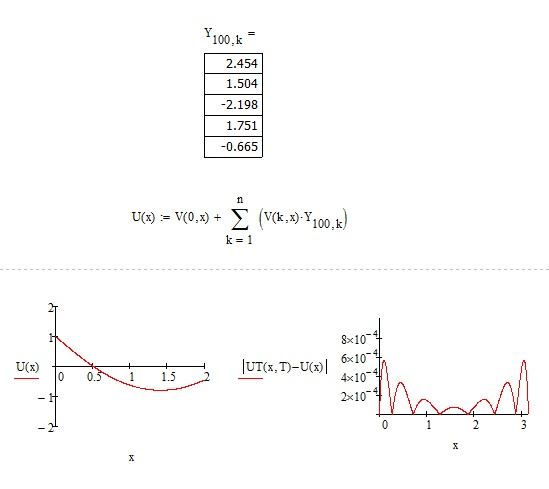 Y100,k =
2.454
1.504
-2.198
1.751
-0.665
n
U(x) := V(0,x) + ∑ (V(k,x)·Y100,k)
k = 1
2
1
U(x)
0 0.5 1 1.5 2
− 1
− 2
x
8×10−4
6×10−4
|UT(x,T)−U(x)| 4×10−4
2×10−4
0 1 2 3
x